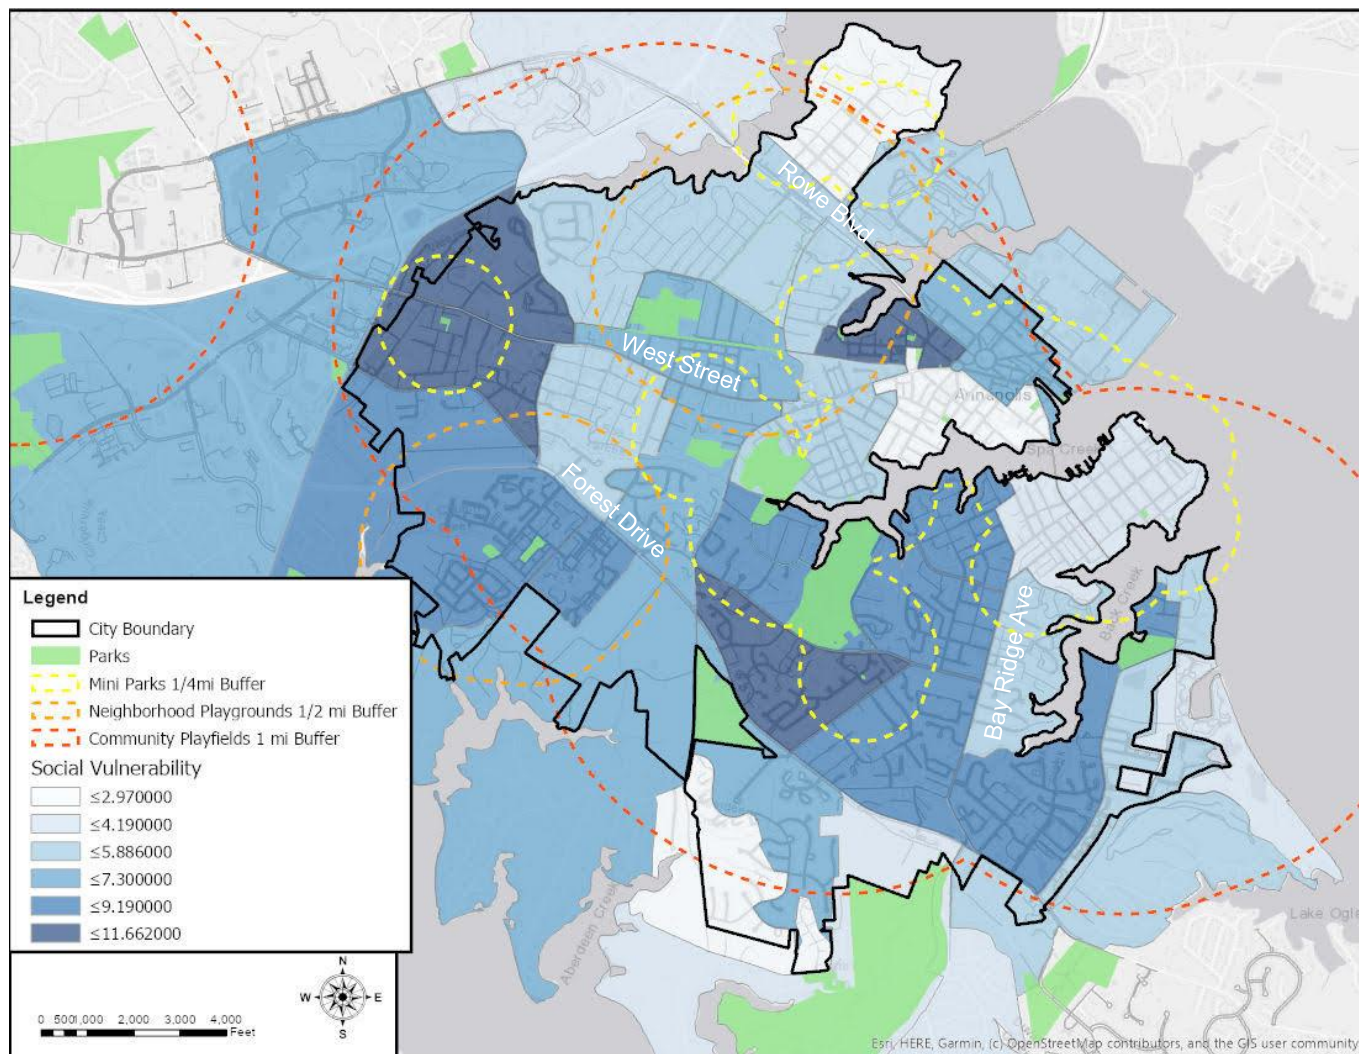 Rowe Blvd
West Street
Annapolis
Spa Creek
Forest Drive
Back Creek
Bay Ridge Ave
Legend
City Boundary
Parks
Mini Parks 1/4mi Buffer
Neighborhood Playgrounds 1/2 mi Buffer
Community Playfields 1 mi Buffer
Social Vulnerability
≤2.970000
≤4.190000
≤5.886000
≤7.300000
≤9.190000
≤11.662000
Aberdeen Creek
Lake Ogle
N
W E
S
0 500 1,000 2,000 3,000 4,000
Feet
Esri, HERE, Garmin, (c) OpenStreetMap contributors, and the GIS user community